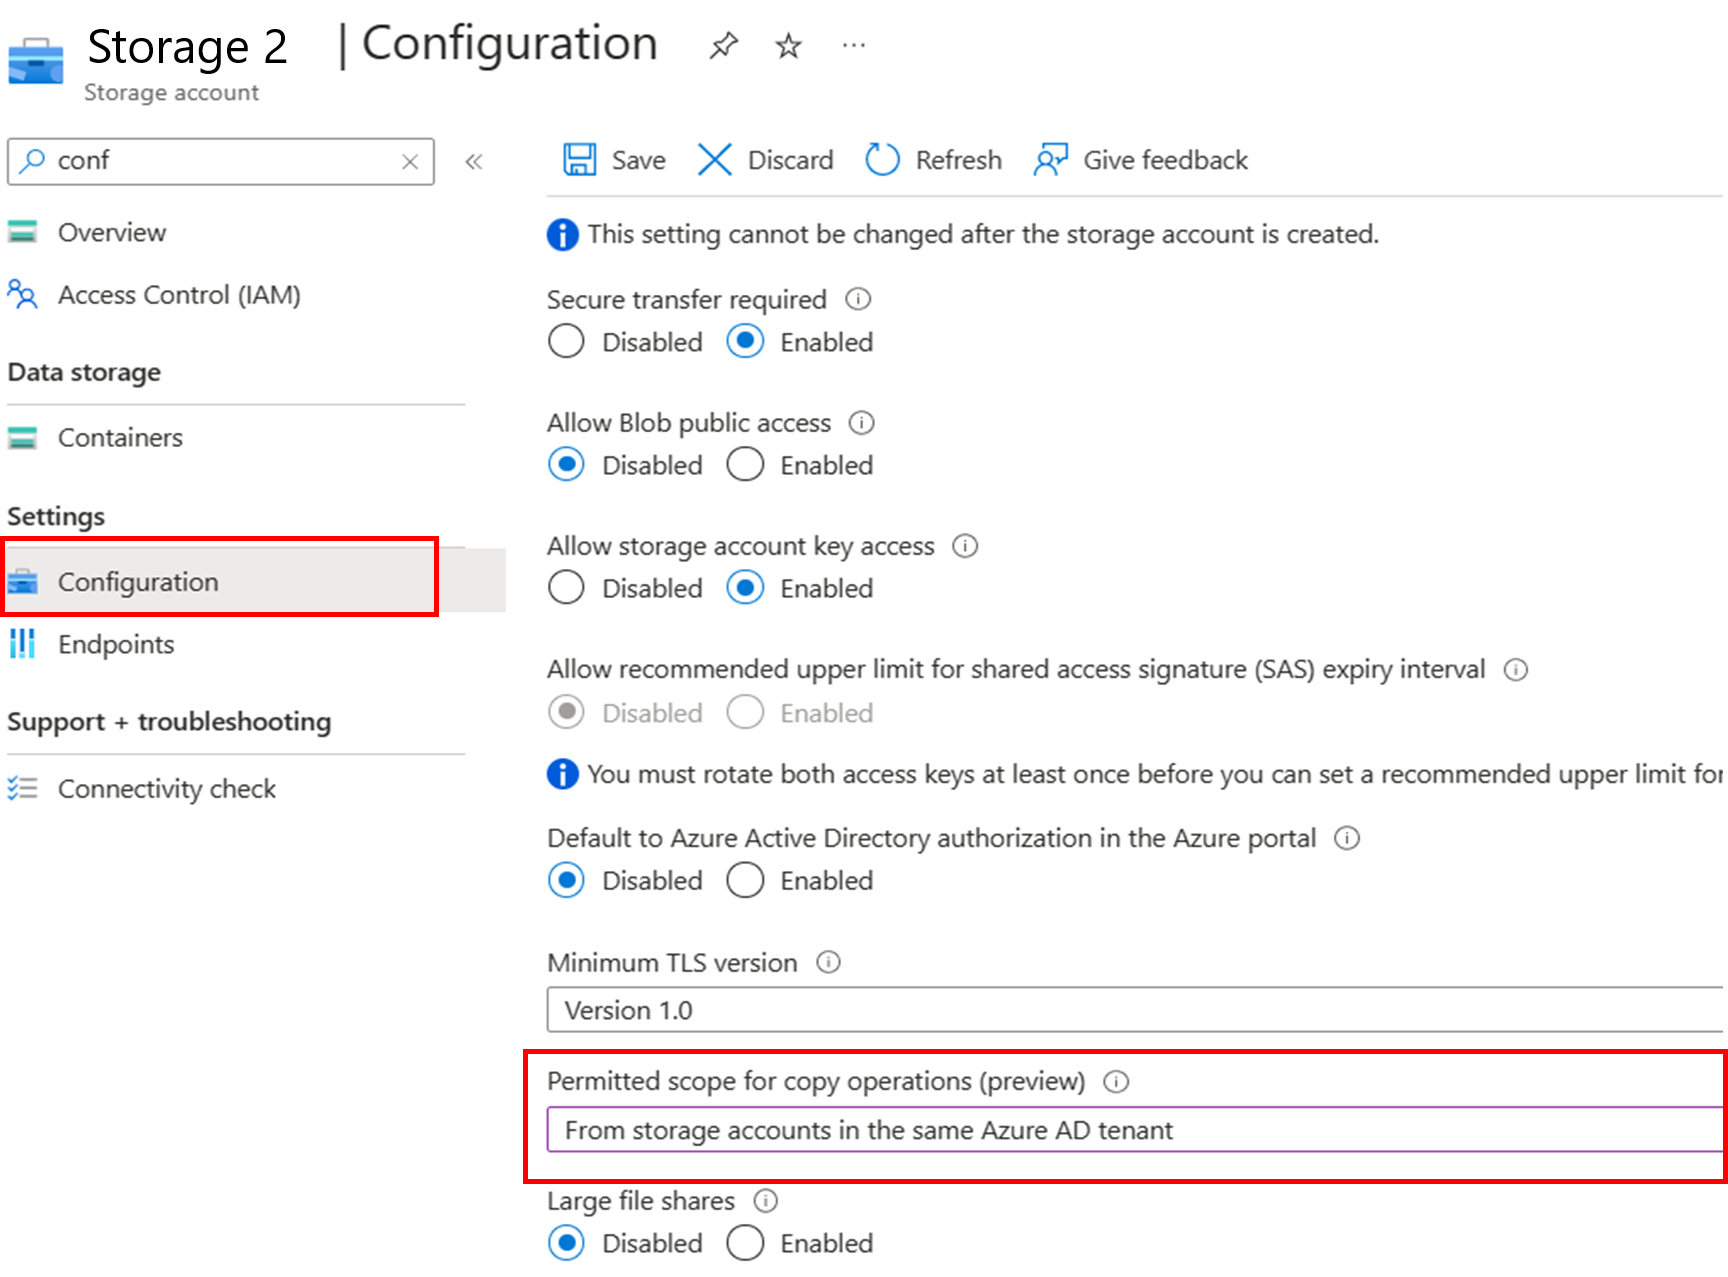 Storage 2 | Configuration ...
Storage account
conf
«
Overview
Access Control (IAM)
Data storage
Containers
Settings
Configuration
Endpoints
Support + troubleshooting
Connectivity check
Save Discard Refresh Give feedback
This setting cannot be changed after the storage account is created.
Secure transfer required
Disabled Enabled
Allow Blob public access
Disabled Enabled
Allow storage account key access
Disabled Enabled
Allow recommended upper limit for shared access signature (SAS) expiry interval
Disabled Enabled
You must rotate both access keys at least once before you can set a recommended upper limit for
Default to Azure Active Directory authorization in the Azure portal
Disabled Enabled
Minimum TLS version
Version 1.0
Permitted scope for copy operations (preview)
From storage accounts in the same Azure AD tenant
Large file shares
Disabled Enabled